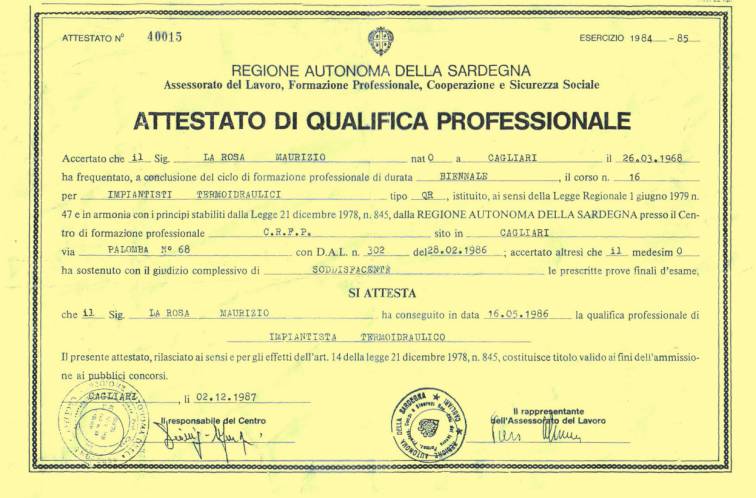 ATTESTATO N° 40015 ESERCIZIO 1984 - 85
REGIONE AUTONOMA DELLA SARDEGNA
Assessorato del Lavoro, Formazione Professionale, Cooperazione e Sicurezza Sociale
ATTESTATO DI QUALIFICA PROFESSIONALE
Accertato che il Sig. LA ROSA MAURIZIO nat O a CAGLIARI il 26.03.1968
ha frequentato, a conclusione del ciclo di formazione professionale di durata BIENNALE, il corso n. 16
per IMPIANTISTI TERMOIDRAULICI tipo QR, istituito, ai sensi della Legge Regionale 1 giugno 1979 n.
47 e in armonia con i principi stabiliti dalla Legge 21 dicembre 1978, n. 845, dalla REGIONE AUTONOMA DELLA SARDEGNA presso il Cen-
tro di formazione professionale C.R.F.P. sito in CAGLIARI
via PALOMBA N° 68 con D.A.L. n. 302 del 28.02.1986; accertato altresì che il medesim O
ha sostenuto con il giudizio complessivo di SODDISFACENTE le prescritte prove finali d'esame,
SI ATTESTA
che il Sig. LA ROSA MAURIZIO ha conseguito in data 16.05.1986 la qualifica professionale di
IMPIANTISTA TERMOIDRAULICO
Il presente attestato, rilasciato ai sensi e per gli effetti dell'art. 14 della legge 21 dicembre 1978, n. 845, costituisce titolo valido ai fini dell'ammissio-
ne ai pubblici concorsi.
CAGLIARI, li 02.12.1987
Il responsabile del Centro
Il rappresentante
dell'Assessorato del Lavoro